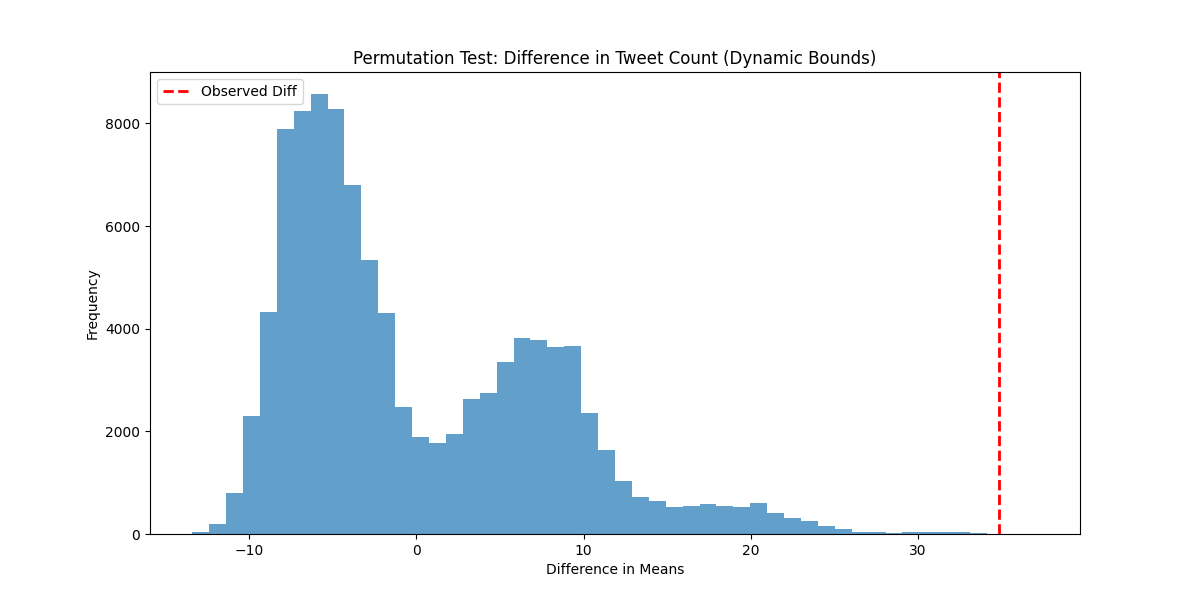 Permutation Test: Difference in Tweet Count (Dynamic Bounds)
Observed Diff
Frequency
8000
6000
4000
2000
0
−10
0
10
20
30
Difference in Means